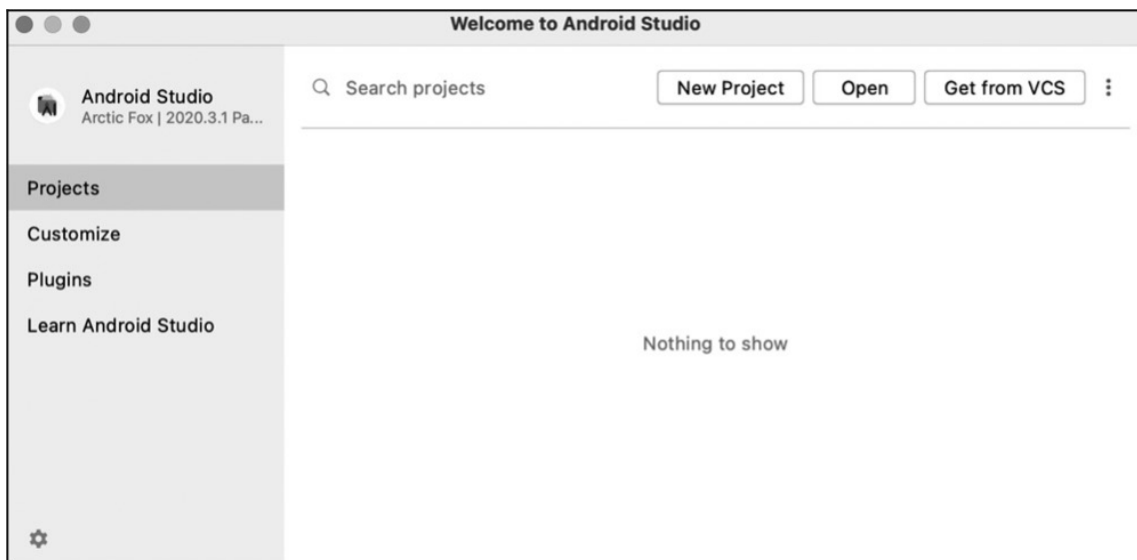 Welcome to Android Studio
Android Studio
Arctic Fox | 2020.3.1 Pa...
Search projects
New Project
Open
Get from VCS
Projects
Customize
Plugins
Learn Android Studio
Nothing to show